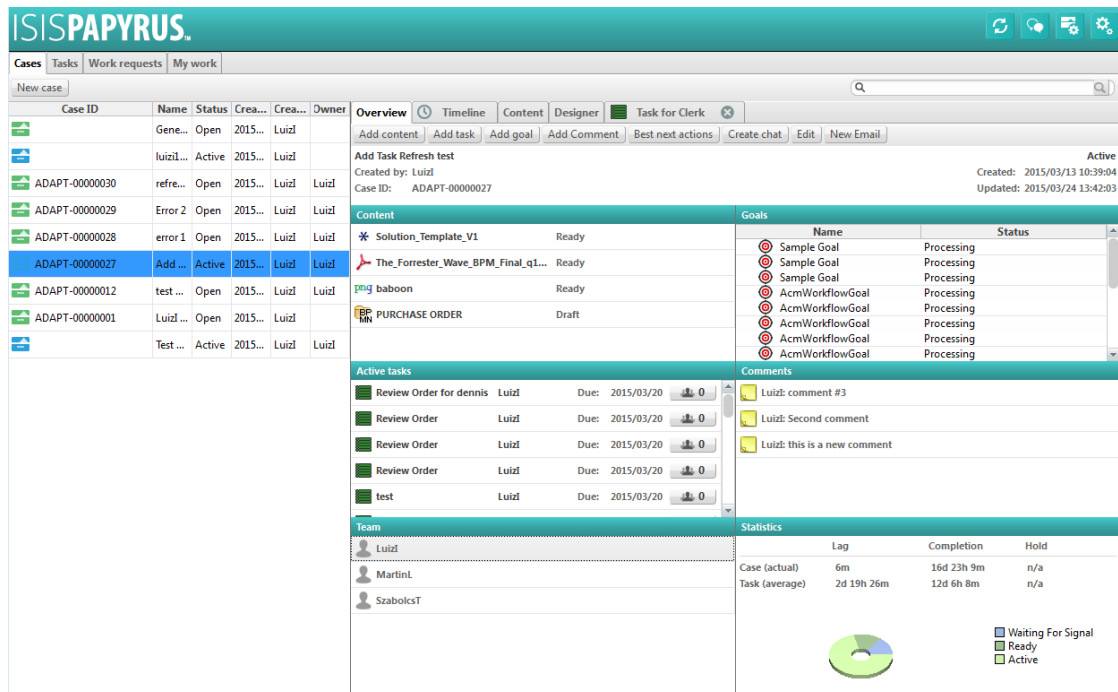 ISISPAPYRUS™
Cases Tasks Work requests My work
New case
Case ID Name Status Crea... Crea... Owner
Gene... Open 2015... LuizI
luizi1... Active 2015... LuizI
ADAPT-00000030 refre... Open 2015... LuizI LuizI
ADAPT-00000029 Error 2 Open 2015... LuizI LuizI
ADAPT-00000028 error 1 Open 2015... LuizI LuizI
ADAPT-00000027 Add ... Active 2015... LuizI LuizI
ADAPT-00000012 test ... Open 2015... LuizI LuizI
ADAPT-00000001 LuizI ... Open 2015... LuizI
Test ... Active 2015... LuizI LuizI
Overview Timeline Content Designer Task for Clerk
Add content Add task Add goal Add Comment Best next actions Create chat Edit New Email
Add Task Refresh test Active
Created by: LuizI Created: 2015/03/13 10:39:04
Case ID: ADAPT-00000027 Updated: 2015/03/24 13:42:03
Content
Solution_Template_V1 Ready
The_Forrester_Wave_BPM_Final_q1... Ready
png baboon Ready
BPMN PURCHASE ORDER Draft
Goals
Name Status
Sample Goal Processing
Sample Goal Processing
Sample Goal Processing
AcmWorkflowGoal Processing
AcmWorkflowGoal Processing
AcmWorkflowGoal Processing
AcmWorkflowGoal Processing
AcmWorkflowGoal Processing
Active tasks
Review Order for dennis LuizI Due: 2015/03/20 0
Review Order LuizI Due: 2015/03/20 0
Review Order LuizI Due: 2015/03/20 0
Review Order LuizI Due: 2015/03/20 0
test LuizI Due: 2015/03/20 0
Comments
LuizI: comment #3
LuizI: Second comment
LuizI: this is a new comment
Team
LuizI
MartinL
SzabolcsT
Statistics
Lag Completion Hold
Case (actual) 6m 16d 23h 9m n/a
Task (average) 2d 19h 26m 12d 6h 8m n/a
Waiting For Signal
Ready
Active